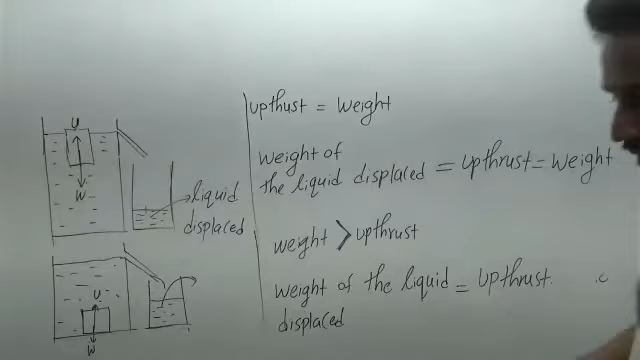 U
W
liquid
displaced
U
W
upthust = Weight
Weight of
the liquid displaced = upthrust = Weight
Weight > upthrust
Weight of the liquid = upthrust.
displaced